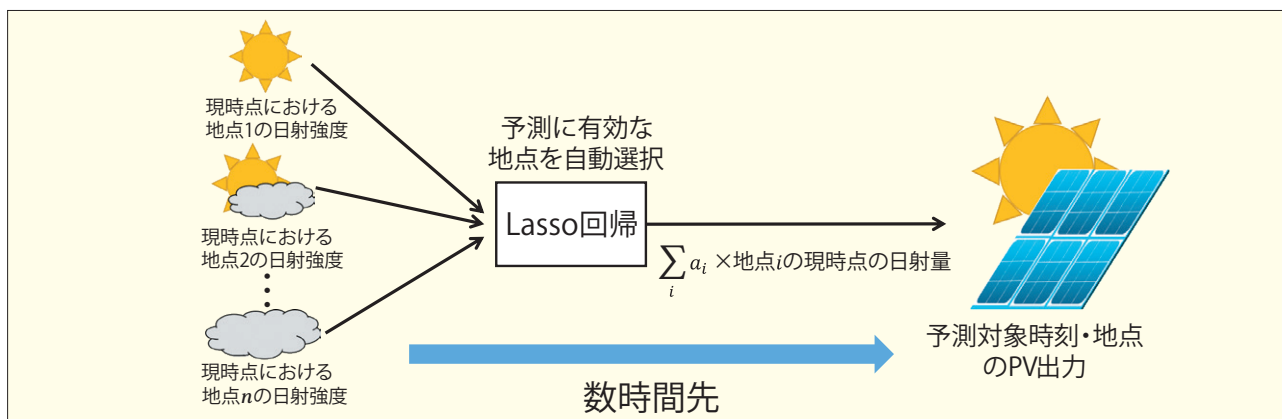 現時点における
地点1の日射強度
現時点における
地点2の日射強度
現時点における
地点nの日射強度
予測に有効な
地点を自動選択
Lasso回帰
∑_i a_i ×地点iの現時点の日射量
数時間先
予測対象時刻・地点
のPV出力